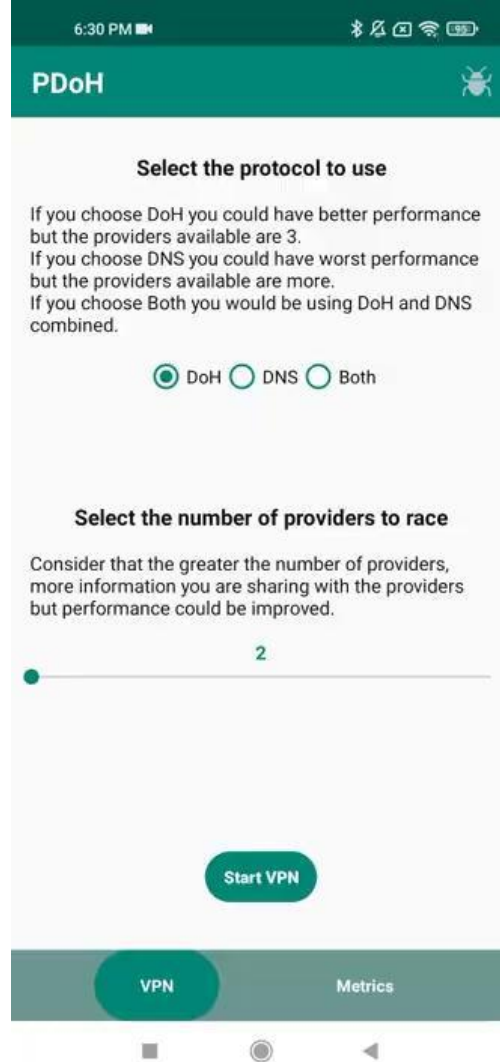 6:30 PM
95
PDoH
Select the protocol to use
If you choose DoH you could have better performance
but the providers available are 3.
If you choose DNS you could have worst performance
but the providers available are more.
If you choose Both you would be using DoH and DNS
combined.
DoH DNS Both
Select the number of providers to race
Consider that the greater the number of providers,
more information you are sharing with the providers
but performance could be improved.
2
Start VPN
VPN Metrics